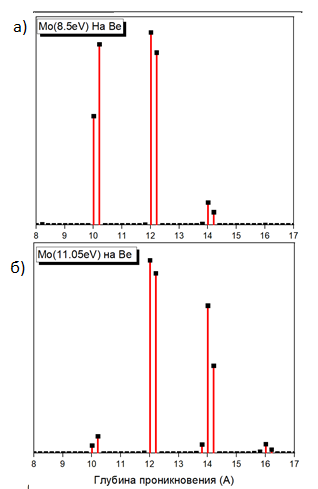 а)
Mo(8.5eV) На Be
8 9 10 11 12 13 14 15 16 17
б)
Mo(11.05eV) на Be
8 9 10 11 12 13 14 15 16 17
Глубина проникновения (A)